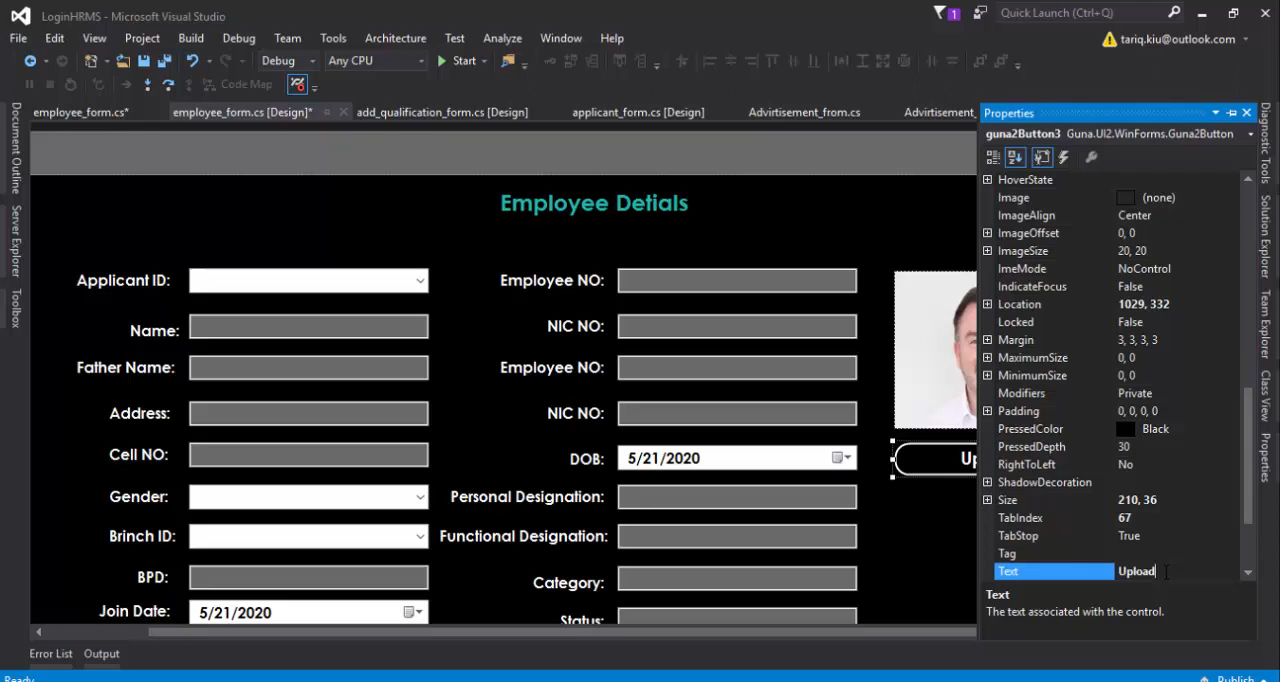 LoginHRMS - Microsoft Visual Studio
1
Quick Launch (Ctrl+Q)
File Edit View Project Build Debug Team Tools Architecture Test Analyze Window Help
tariq.kiu@outlook.com
Debug Any CPU Start
Code Map
employee_form.cs* employee_form.cs [Design]* add_qualification_form.cs [Design] applicant_form.cs [Design] Advirtisement_from.cs Advirtisement_
Document Outline
Server Explorer
Toolbox
Employee Detials
Applicant ID:
Employee NO:
Name:
NIC NO:
Father Name:
Employee NO:
Address:
NIC NO:
Cell NO:
DOB: 5/21/2020
Up
Gender:
Personal Designation:
Brinch ID:
Functional Designation:
BPD:
Category:
Join Date: 5/21/2020
Status:
Properties
guna2Button3 Guna.UI2.WinForms.Guna2Button
HoverState
Image (none)
ImageAlign Center
ImageOffset 0, 0
ImageSize 20, 20
ImeMode NoControl
IndicateFocus False
Location 1029, 332
Locked False
Margin 3, 3, 3, 3
MaximumSize 0, 0
MinimumSize 0, 0
Modifiers Private
Padding 0, 0, 0, 0
PressedColor Black
PressedDepth 30
RightToLeft No
ShadowDecoration
Size 210, 36
TabIndex 67
TabStop True
Tag
Text Upload
Text
The text associated with the control.
Diagnostic Tools
Solution Explorer
Team Explorer
Class View
Properties
Error List Output
Ready
Publish